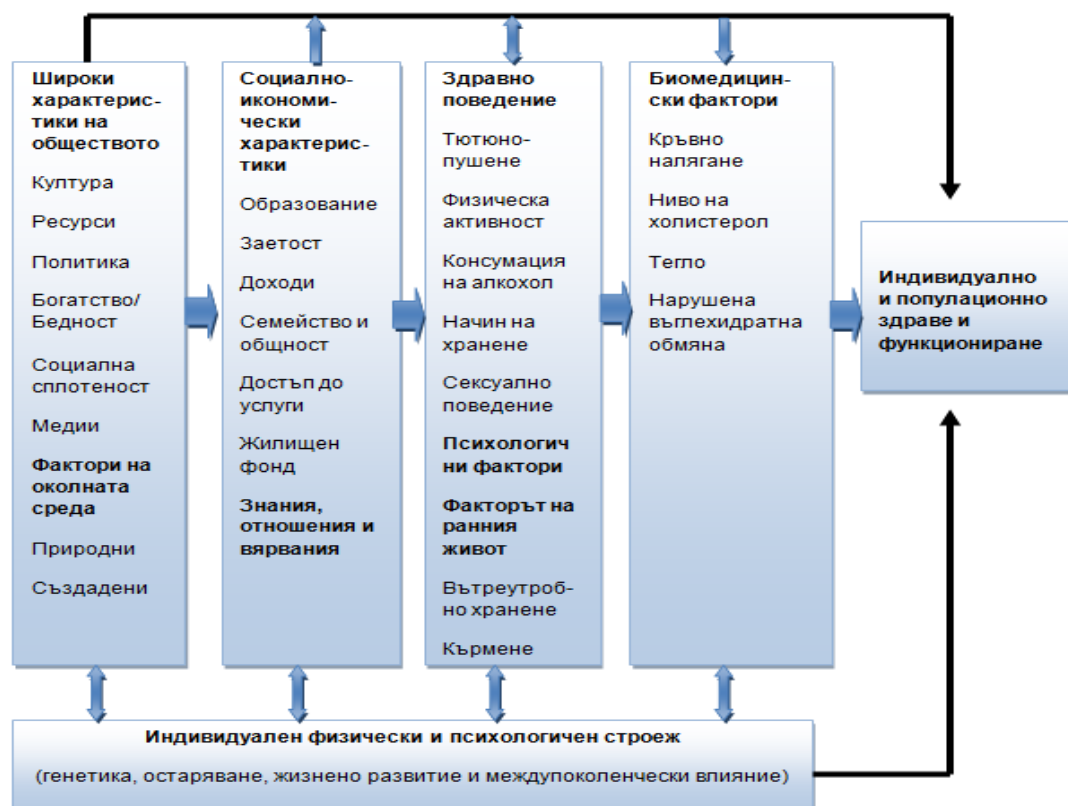 Широки
характерис-
тики на
обществото
Култура
Ресурси
Политика
Богатство/
Бедност
Социална
сплотеност
Медии
Фактори на
околната
среда
Природни
Създадени
Социално-
икономи-
чески
характерис-
тики
Образование
Заетост
Доходи
Семейство и
общност
Достъп до
услуги
Жилищен
фонд
Знания,
отношения и
вярвания
Здравно
поведение
Тютюно-
пушене
Физическа
активност
Консумация
на алкохол
Начин на
хранене
Сексуално
поведение
Психологич
ни фактори
Факторът на
ранния
живот
Вътреутроб-
но хранене
Кърмене
Биомедицин-
ски фактори
Кръвно
налягане
Ниво на
холистерол
Тегло
Нарушена
въглехидратна
обмяна
Индивидуално
и популационно
здраве и
функциониране
Индивидуален физически и психологичен строеж
(генетика, остаряване, жизнено развитие и междупоколенчески влияние)